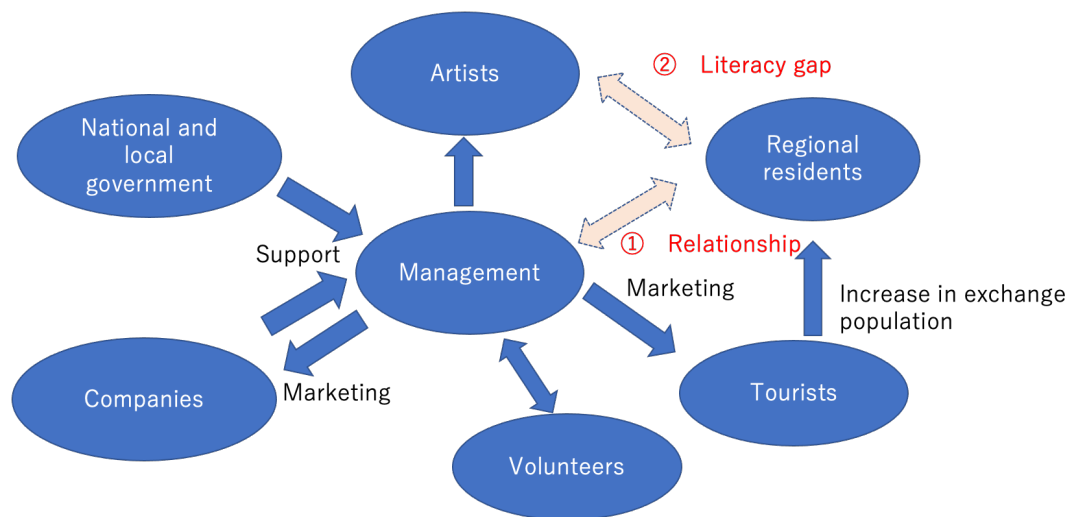 Artists
② Literacy gap
National and
local
government
Regional
residents
Support
Management
① Relationship
Marketing
Increase in exchange
population
Companies
Marketing
Tourists
Volunteers